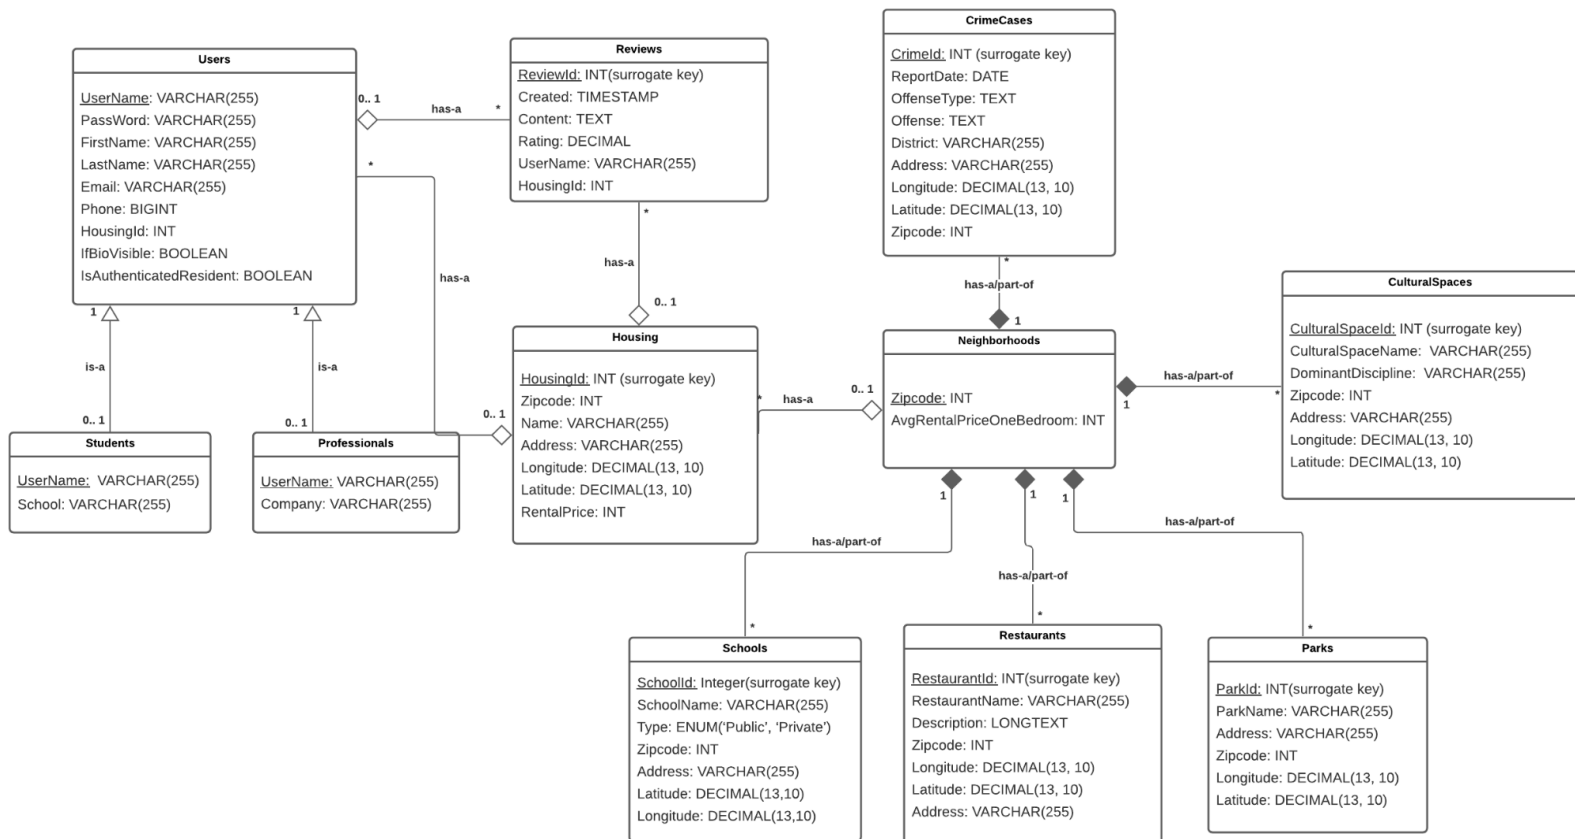 Users
UserName: VARCHAR(255)
PassWord: VARCHAR(255)
FirstName: VARCHAR(255)
LastName: VARCHAR(255)
Email: VARCHAR(255)
Phone: BIGINT
HousingId: INT
IfBioVisible: BOOLEAN
IsAuthenticatedResident: BOOLEAN
0.. 1
has-a
*
Reviews
ReviewId: INT(surrogate key)
Created: TIMESTAMP
Content: TEXT
Rating: DECIMAL
UserName: VARCHAR(255)
HousingId: INT
*
has-a
0.. 1
*
has-a
0.. 1
CrimeCases
CrimeId: INT (surrogate key)
ReportDate: DATE
OffenseType: TEXT
Offense: TEXT
District: VARCHAR(255)
Address: VARCHAR(255)
Longitude: DECIMAL(13, 10)
Latitude: DECIMAL(13, 10)
Zipcode: INT
*
has-a/part-of
1
1
is-a
0.. 1
1
is-a
0.. 1
Students
UserName: VARCHAR(255)
School: VARCHAR(255)
Professionals
UserName: VARCHAR(255)
Company: VARCHAR(255)
Housing
HousingId: INT (surrogate key)
Zipcode: INT
Name: VARCHAR(255)
Address: VARCHAR(255)
Longitude: DECIMAL(13, 10)
Latitude: DECIMAL(13, 10)
RentalPrice: INT
*
has-a
0.. 1
Neighborhoods
Zipcode: INT
AvgRentalPriceOneBedroom: INT
1
has-a/part-of
*
CulturalSpaces
CulturalSpaceId: INT (surrogate key)
CulturalSpaceName: VARCHAR(255)
DominantDiscipline: VARCHAR(255)
Zipcode: INT
Address: VARCHAR(255)
Longitude: DECIMAL(13, 10)
Latitude: DECIMAL(13, 10)
1
has-a/part-of
*
1
has-a/part-of
*
1
has-a/part-of
*
Schools
SchoolId: Integer(surrogate key)
SchoolName: VARCHAR(255)
Type: ENUM(‘Public’, ‘Private’)
Zipcode: INT
Address: VARCHAR(255)
Latitude: DECIMAL(13,10)
Longitude: DECIMAL(13,10)
Restaurants
RestaurantId: INT(surrogate key)
RestaurantName: VARCHAR(255)
Description: LONGTEXT
Zipcode: INT
Longitude: DECIMAL(13, 10)
Latitude: DECIMAL(13, 10)
Address: VARCHAR(255)
Parks
ParkId: INT(surrogate key)
ParkName: VARCHAR(255)
Address: VARCHAR(255)
Zipcode: INT
Longitude: DECIMAL(13, 10)
Latitude: DECIMAL(13, 10)